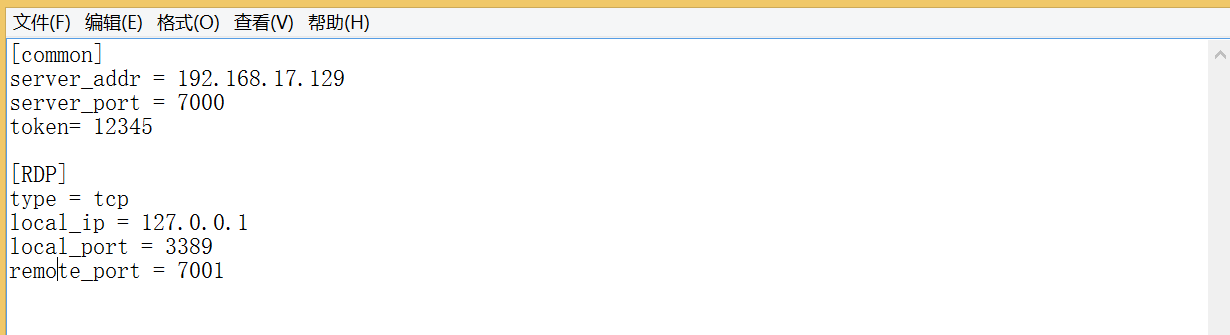 文件(F) 编辑(E) 格式(O) 查看(V) 帮助(H)
[common]
server_addr = 192.168.17.129
server_port = 7000
token= 12345
[RDP]
type = tcp
local_ip = 127.0.0.1
local_port = 3389
remote_port = 7001